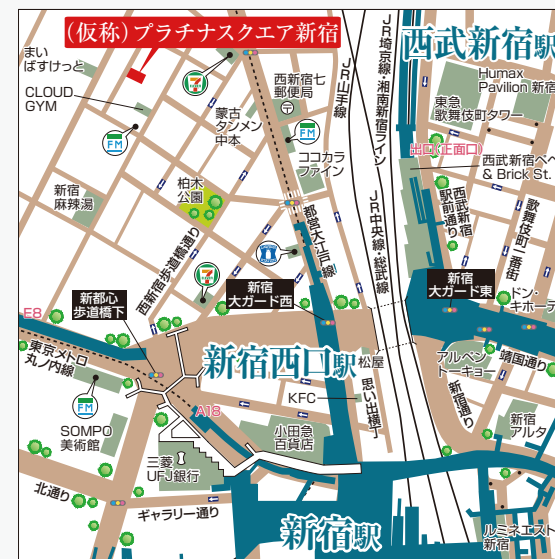 (仮称)プラチナスクエア新宿
西武新宿駅
まい
ばすけっと
CLOUD
GYM
蒙古
タンメン
中本
西新宿七
郵便局
ココカラ
ファイン
JR山手線
JR埼京線・湘南新宿ライン
JR中央線・総武線
Humax
Pavilion 新宿
東急
歌舞伎町タワー
出口(正面口)
西武新宿ペペ
& Brick St.
西武新宿
駅前通り
歌舞伎町一番街
新宿
麻辣湯
柏木
公園
都営大江戸線
西新宿歩道橋通り
新都心
歩道橋下
新宿
大ガード西
新宿
大ガード東
ドン・
キホーテ
E8
東京メトロ
丸ノ内線
新宿西口駅
松屋
アルペン
トーキョー
靖国通り
新宿通り
KFC
思い出横丁
A18
小田急
百貨店
新宿
アルタ
SOMPO
美術館
三菱
UFJ銀行
北通り
ギャラリー通り
新宿駅
ルミネエスト
新宿
FM
FM
FM